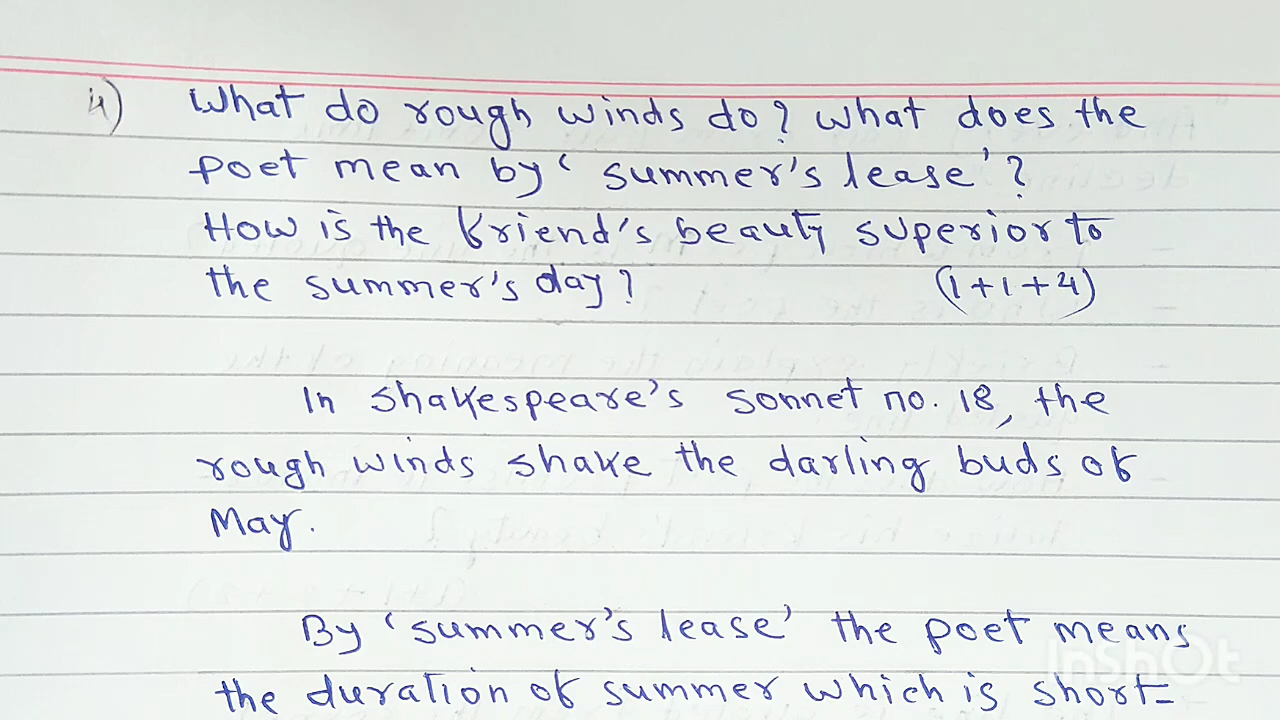 ii) What do rough winds do? What does the
poet mean by 'summer's lease'?
How is the friend's beauty superior to
the summer's day? (1+1+4)
In Shakespeare's sonnet no. 18, the
rough winds shake the darling buds of
May.
By 'summer's lease' the poet means
the duration of summer which is short-
InShOt